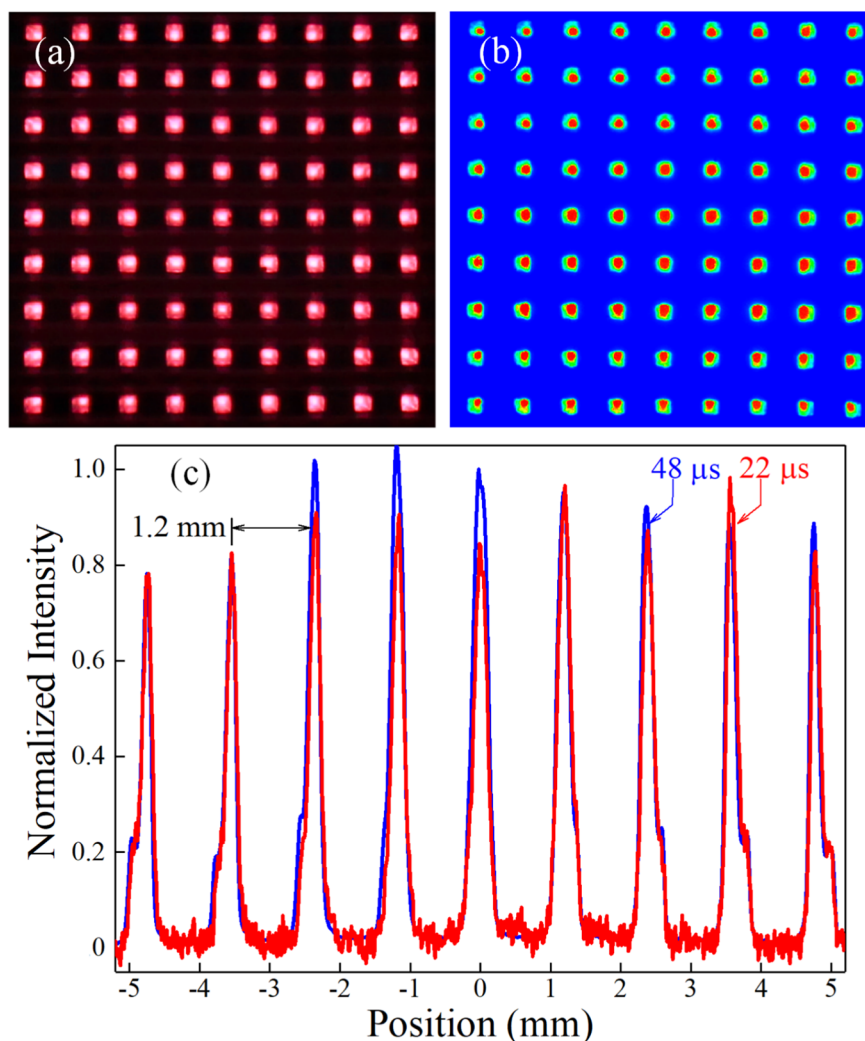 (a)
(b)
(c)
48 µs
22 µs
1.2 mm
1.0
0.8
0.6
0.4
0.2
0
Normalized Intensity
-5 -4 -3 -2 -1 0 1 2 3 4 5
Position (mm)